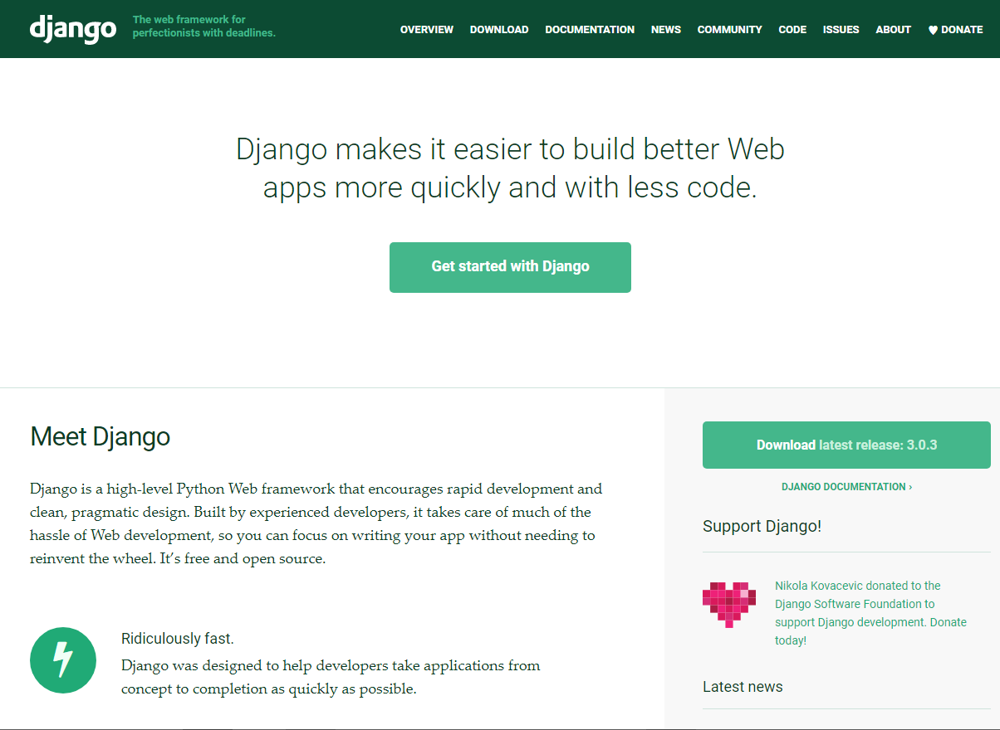 django
The web framework for
perfectionists with deadlines.
OVERVIEW DOWNLOAD DOCUMENTATION NEWS COMMUNITY CODE ISSUES ABOUT ♥ DONATE
Django makes it easier to build better Web
apps more quickly and with less code.
Get started with Django
Meet Django
Django is a high-level Python Web framework that encourages rapid development and
clean, pragmatic design. Built by experienced developers, it takes care of much of the
hassle of Web development, so you can focus on writing your app without needing to
reinvent the wheel. It’s free and open source.
Ridiculously fast.
Django was designed to help developers take applications from
concept to completion as quickly as possible.
Download latest release: 3.0.3
DJANGO DOCUMENTATION ›
Support Django!
Nikola Kovacevic donated to the
Django Software Foundation to
support Django development. Donate
today!
Latest news